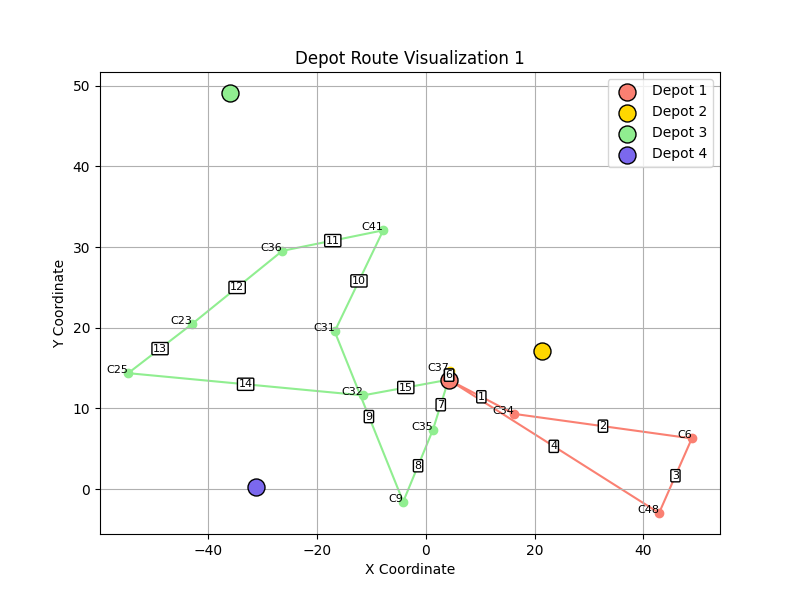 Depot Route Visualization 1
Depot 1
Depot 2
Depot 3
Depot 4
50
40
30
20
10
0
Y Coordinate
−40
−20
0
20
40
X Coordinate
C41
11
C36
10
12
C23
C31
13
C25
14
C32
15
C37
6
1
7
9
C34
2
C35
C6
4
8
3
C9
C48